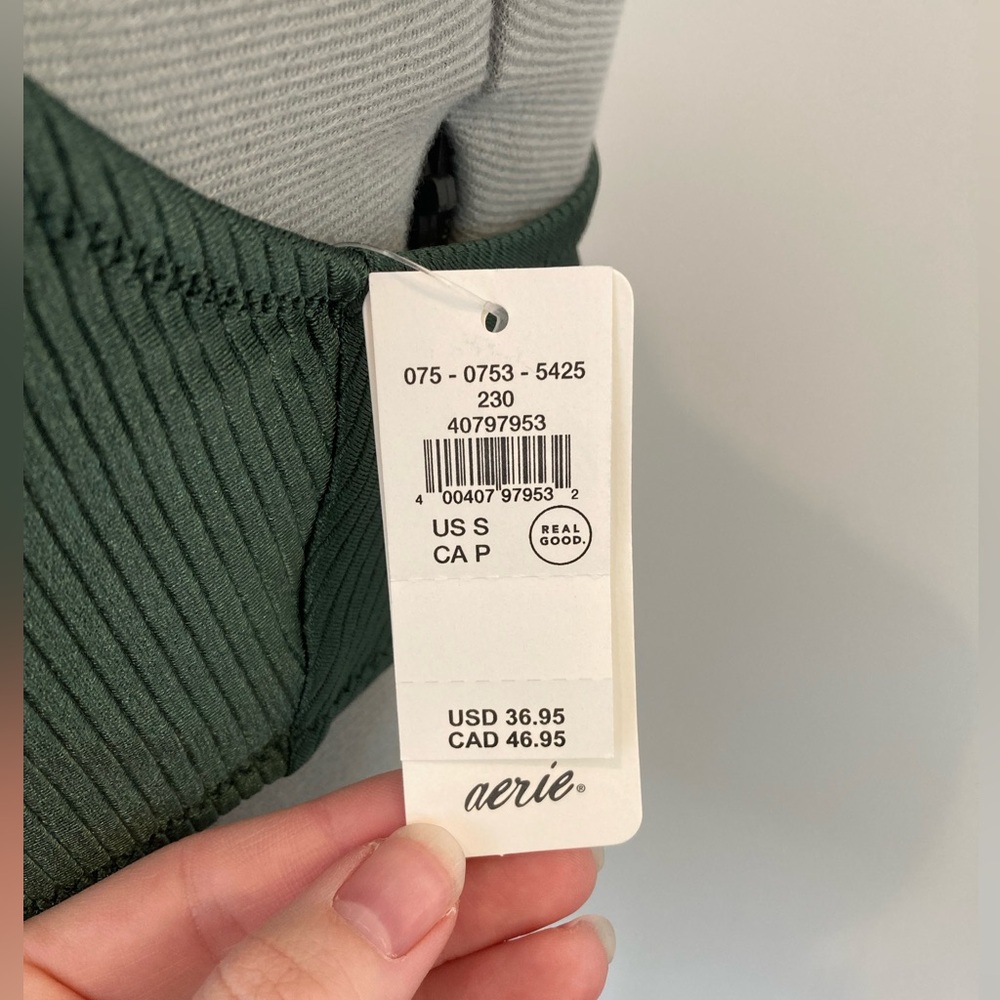 075 - 0753 - 5425
230
40797953
4 00407 97953 2
US S
CA P
REAL
GOOD.
USD 36.95
CAD 46.95
aerie®